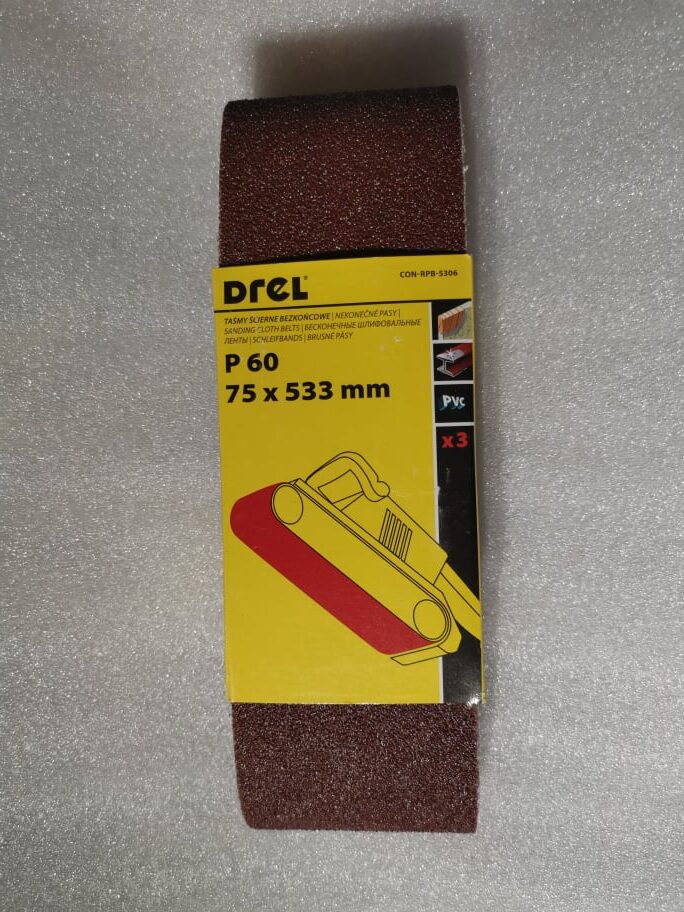 Drel®
CON-RPB-5306
TAŚMY ŚCIERNE BEZKOŃCOWE | NEKONEČNÉ PASY |
SANDING CLOTH BELTS | БЕСКОНЕЧНЫЕ ШЛИФОВАЛЬНЫЕ
ЛЕНТЫ | SCHLEIFBANDS | BRUSNÉ PÁSY
P 60
75 x 533 mm
PVC
x3